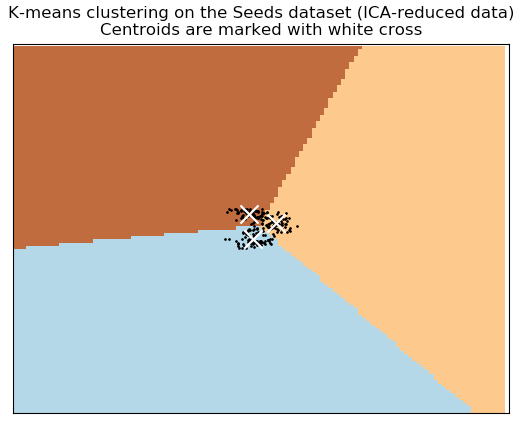 K-means clustering on the Seeds dataset (ICA-reduced data)
Centroids are marked with white cross